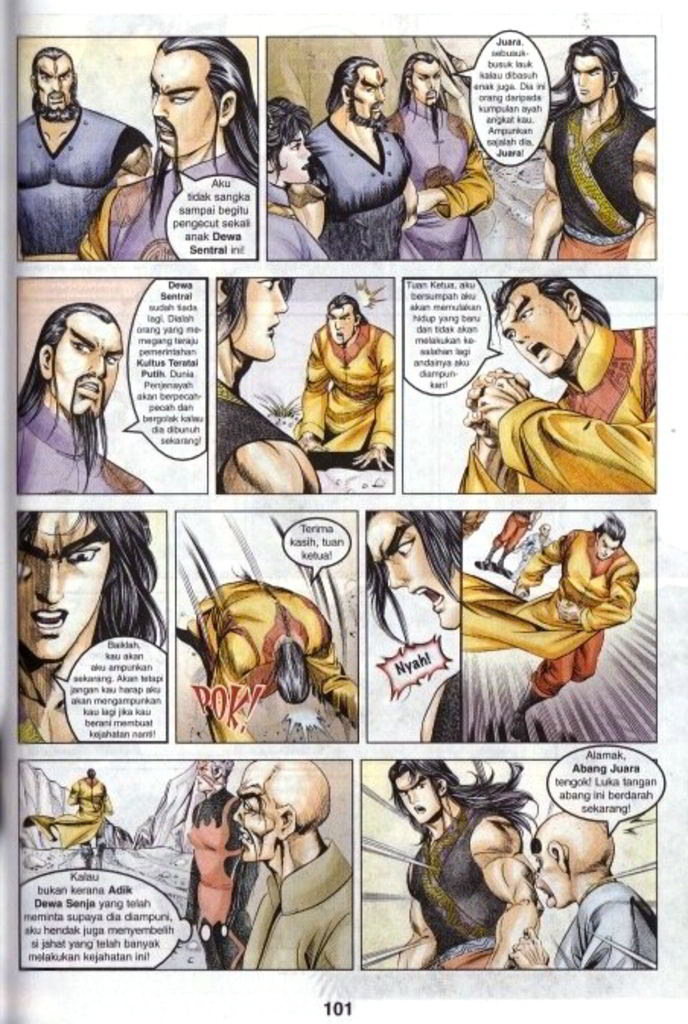 Aku
tidak sangka
sampai begitu
pengecut sekali
anak Dewa
Sentral ini!
Juara,
sebusuk-
busuk lauk
kalau dibasuh
enak juga. Dia ini
orang daripada
kumpulan ayah
angkat kau.
Ampunkan
sajalah dia,
Juara!
Dewa
Sentral
sudah tiada
lagi. Dialah
orang yang me-
megang teraju
pemerintahan
Kultus Teratai
Putih. Dunia
Penjenayah
akan berpecah-
pecah dan
bergolak kalau
dia dibunuh
sekarang!
Tuan Ketua, aku
bersumpah aku
akan memulakan
hidup yang baru
dan tidak akan
melakukan ke-
salahan lagi
andainya aku
diampun-
kan!
Baiklah,
kau akan
aku ampunkan
sekarang. Akan tetapi
jangan kau harap aku
akan mengampunkan
kau lagi jika kau
berani membuat
kejahatan nanti!
Terima
kasih, tuan
ketua!
POK!
Nyah!
Kalau
bukan kerana Adik
Dewa Senja yang telah
meminta supaya dia diampuni,
aku hendak juga menyembelih
si jahat yang telah banyak
melakukan kejahatan ini!
Alamak,
Abang Juara
tengok! Luka tangan
abang ini berdarah
sekarang!
101